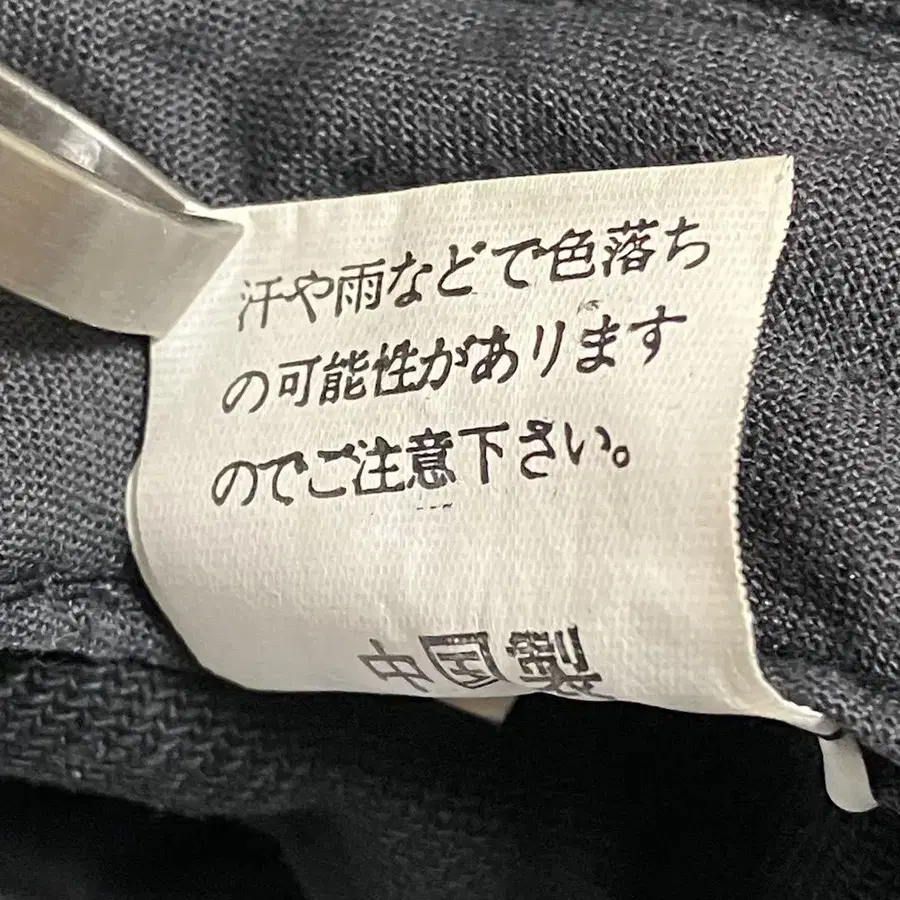 汗や雨などで色落ち
の可能性があります
のでご注意下さい。
中国製